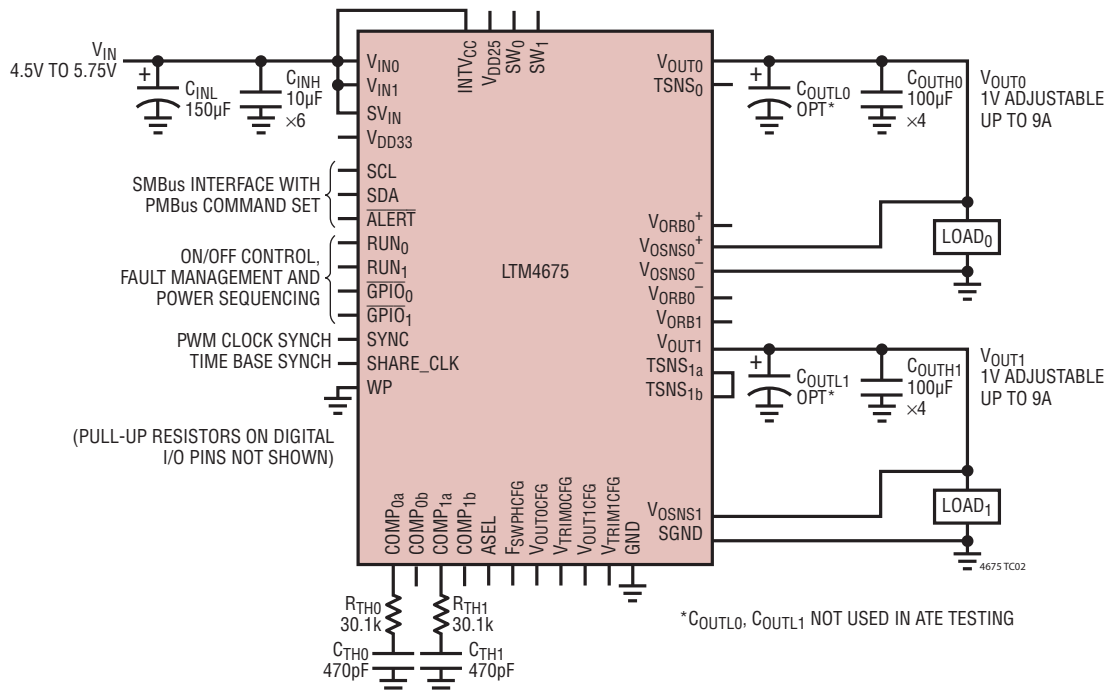 INTVCC
VDD25
SW0
SW1
VIN
4.5V TO 5.75V
+
CINL
150µF
CINH
10µF
×6
VIN0
VIN1
SVIN
VDD33
SMBus INTERFACE WITH
PMBus COMMAND SET
SCL
SDA
ALERT
ON/OFF CONTROL,
FAULT MANAGEMENT AND
POWER SEQUENCING
RUN0
RUN1
GPIO0
GPIO1
PWM CLOCK SYNCH
SYNC
TIME BASE SYNCH
SHARE_CLK
WP
(PULL-UP RESISTORS ON DIGITAL
I/O PINS NOT SHOWN)
LTM4675
VOUT0
TSNS0
VORB0+
VOSNS0+
VOSNS0–
VORB0–
VORB1
VOUT1
TSNS1a
TSNS1b
VOSNS1
SGND
+
COUTL0
OPT*
COUTH0
100µF
×4
VOUT0
1V ADJUSTABLE
UP TO 9A
LOAD0
+
COUTL1
OPT*
COUTH1
100µF
×4
VOUT1
1V ADJUSTABLE
UP TO 9A
LOAD1
4675 TC02
COMP0a
COMP0b
COMP1a
COMP1b
ASEL
FSWPHCFG
VOUT0CFG
VTRIM0CFG
VOUT1CFG
VTRIM1CFG
GND
RTH0
30.1k
RTH1
30.1k
CTH0
470pF
CTH1
470pF
*COUTL0, COUTL1 NOT USED IN ATE TESTING